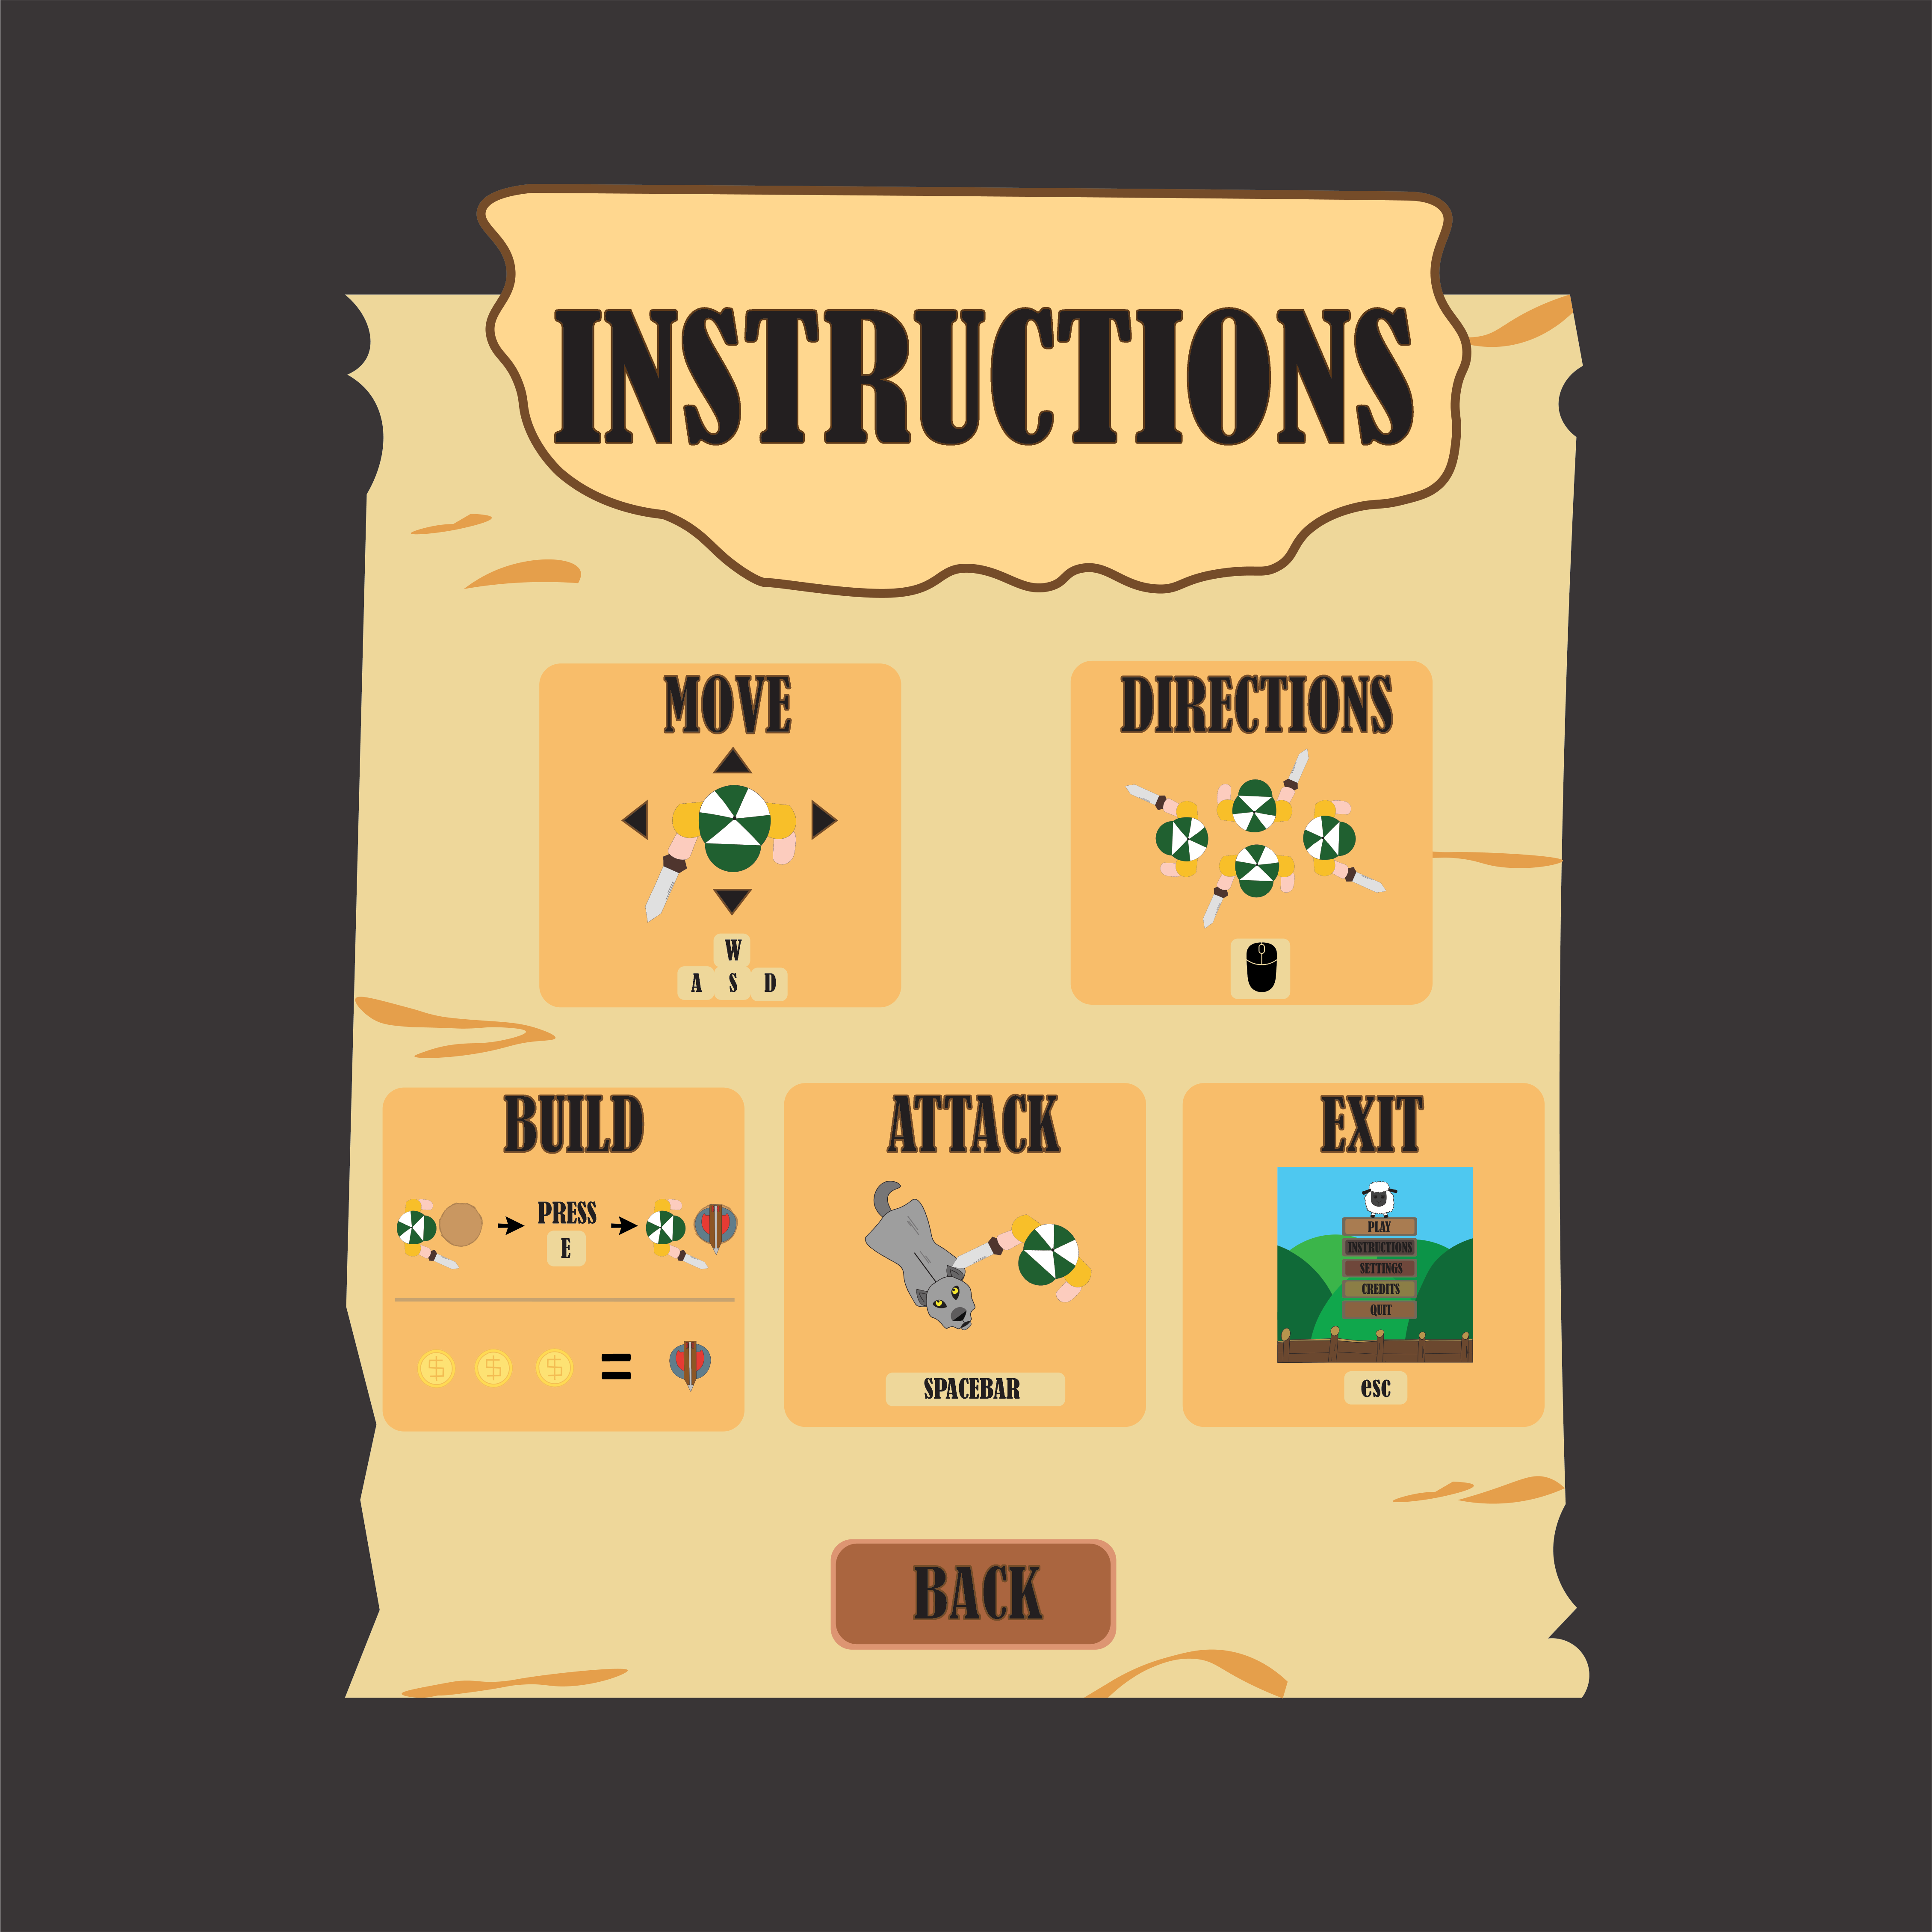 INSTRUCTIONS
MOVE
W
A S D
DIRECTIONS
BUILD
PRESS
E
$ $ $ =
ATTACK
SPACEBAR
EXIT
PLAY
INSTRUCTIONS
SETTINGS
CREDITS
QUIT
esc
BACK